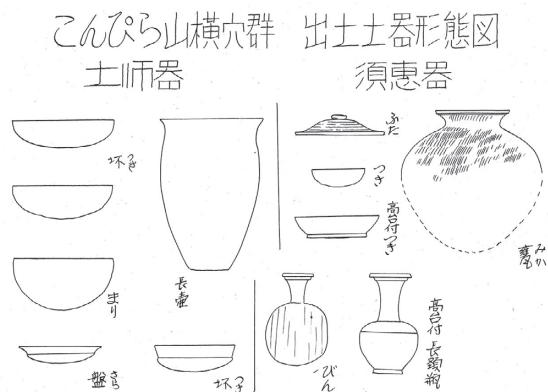 こんぴら山横穴群 出土土器形態図
土師器
須恵器
坏 つき
まり
盤 さら
長壷
坏 つき
ふた
つき
高台付つき
みか
びん
高台付 長頸瓶